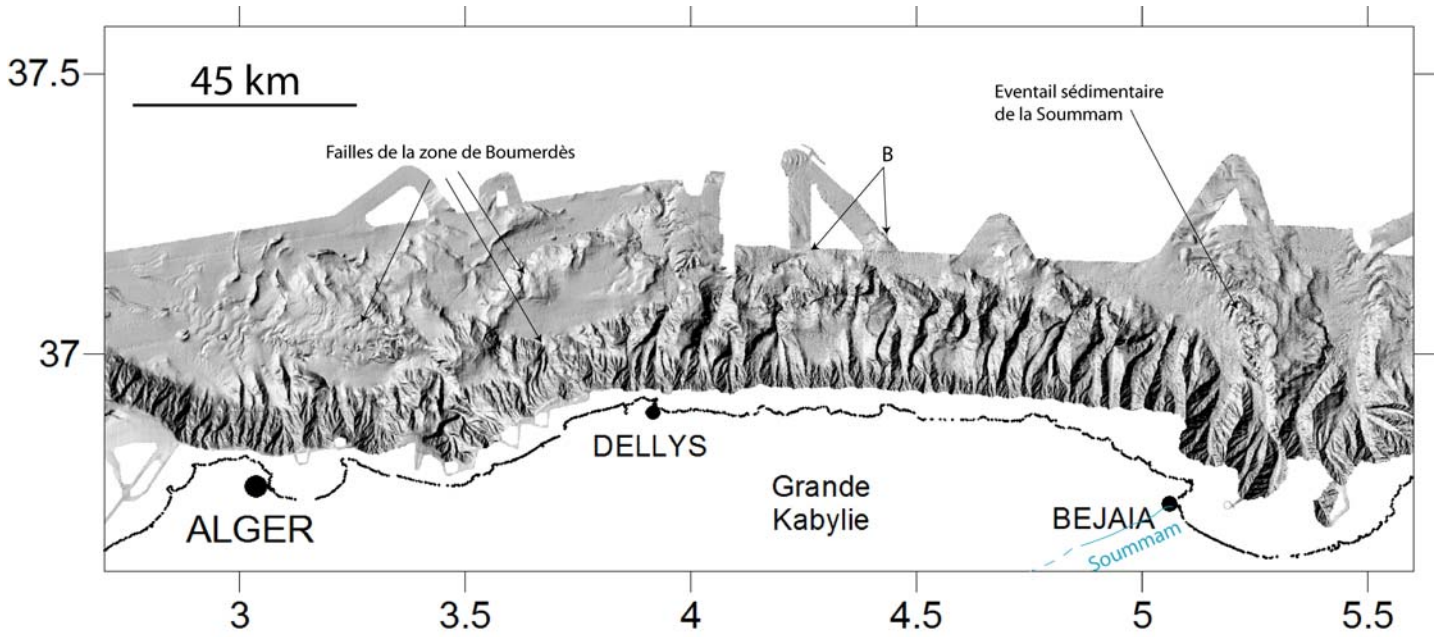 37.5
45 km
Eventail sédimentaire
de la Soummam
Failles de la zone de Boumerdès
B
37
DELLYS
Grande
Kabylie
ALGER
BEJAIA
Soummam
3
3.5
4
4.5
5
5.5